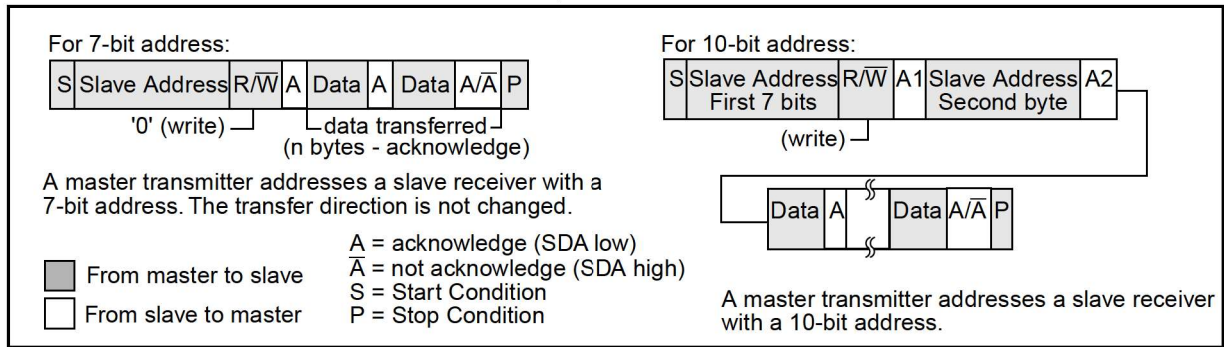 For 7-bit address:
S Slave Address R/W̅ A Data A Data A/A̅ P
'0' (write)
data transferred
(n bytes - acknowledge)
A master transmitter addresses a slave receiver with a
7-bit address. The transfer direction is not changed.
From master to slave
From slave to master
A = acknowledge (SDA low)
A̅ = not acknowledge (SDA high)
S = Start Condition
P = Stop Condition
For 10-bit address:
S Slave Address First 7 bits R/W̅ A1 Slave Address Second byte A2
(write)
Data A Data A/A̅ P
A master transmitter addresses a slave receiver
with a 10-bit address.